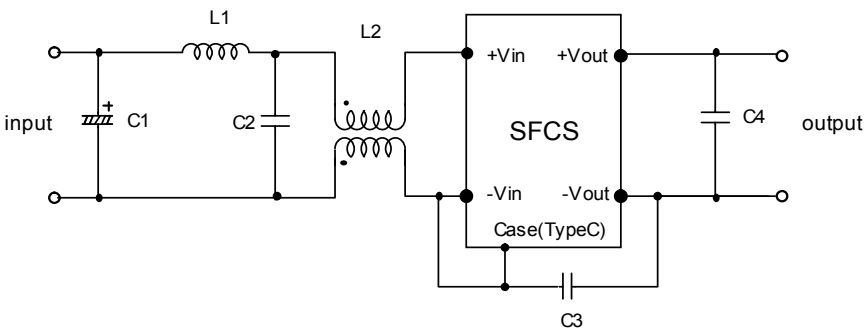 L1
L2
+Vin
+Vout
+
input
C1
C2
SFCS
C4
output
-Vin
-Vout
Case(TypeC)
C3